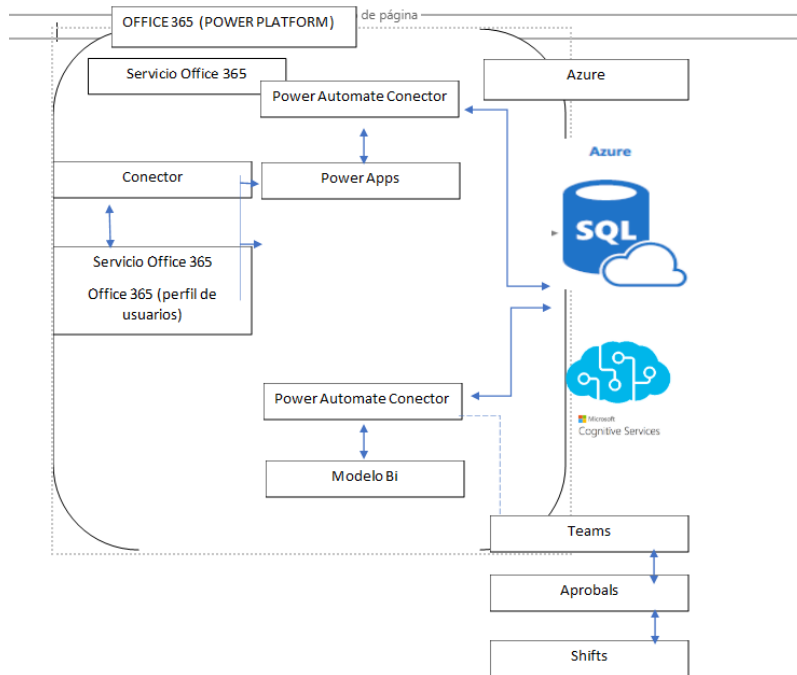 OFFICE 365 (POWER PLATFORM)
de página
Servicio Office 365
Power Automate Conector
Azure
Azure
SQL
Conector
Power Apps
Servicio Office 365
Office 365 (perfil de
usuarios)
Power Automate Conector
Microsoft
Cognitive Services
Modelo Bi
Teams
Aprobals
Shifts